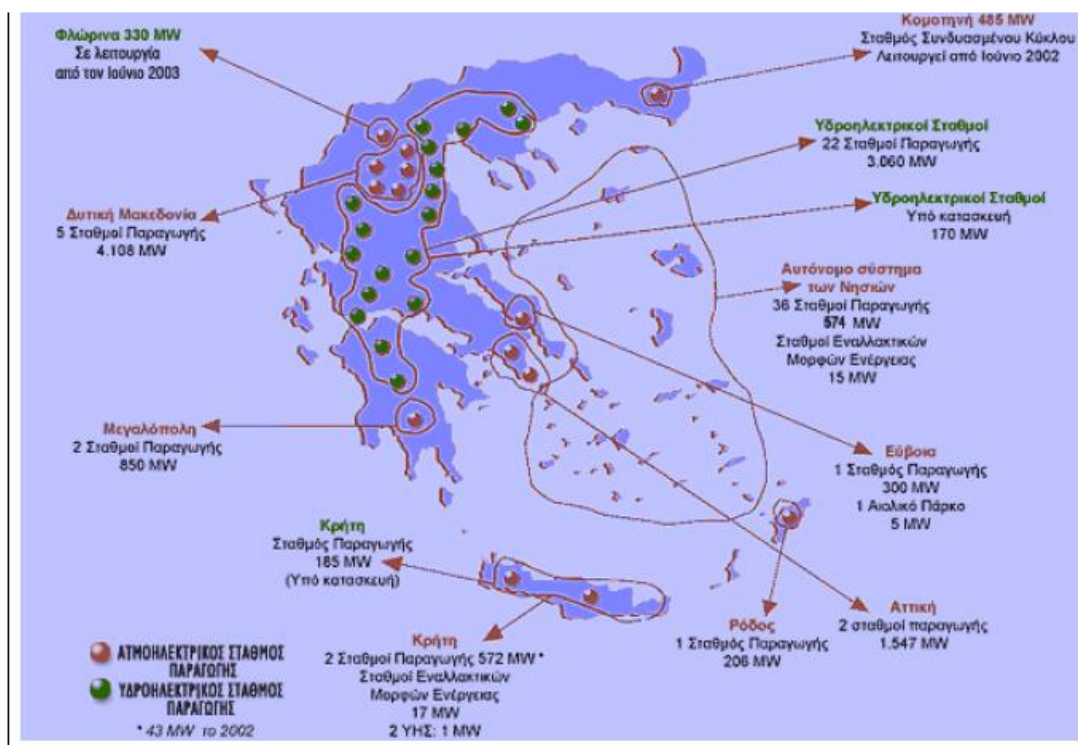 Φλώρινα 330 MW
Σε λειτουργία
από τον Ιούνιο 2003
Κομοτηνή 485 MW
Σταθμός Συνδυασμένου Κύκλου
Λειτουργεί από Ιούνιο 2002
Υδροηλεκτρικοί Σταθμοί
22 Σταθμοί Παραγωγής
3.060 MW
Δυτική Μακεδονία
5 Σταθμοί Παραγωγής
4.108 MW
Υδροηλεκτρικοί Σταθμοί
Υπό κατασκευή
170 MW
Αυτόνομο σύστημα
των Νησιών
36 Σταθμοί Παραγωγής
574 MW
Σταθμοί Εναλλακτικών
Μορφών Ενέργειας
15 MW
Μεγαλόπολη
2 Σταθμοί Παραγωγής
850 MW
Εύβοια
1 Σταθμός Παραγωγής
300 MW
1 Αιολικό Πάρκο
5 MW
Κρήτη
Σταθμός Παραγωγής
185 MW
(Υπό κατασκευή)
Αττική
2 σταθμοί παραγωγής
1.547 MW
Ρόδος
1 Σταθμός Παραγωγής
206 MW
Κρήτη
2 Σταθμοί Παραγωγής 572 MW *
Σταθμοί Εναλλακτικών
Μορφών Ενέργειας
17 MW
2 ΥΗΣ: 1 MW
ΑΤΜΟΗΛΕΚΤΡΙΚΟΣ ΣΤΑΘΜΟΣ
ΠΑΡΑΓΩΓΗΣ
ΥΔΡΟΗΛΕΚΤΡΙΚΟΣ ΣΤΑΘΜΟΣ
ΠΑΡΑΓΩΓΗΣ
* 43 MW το 2002